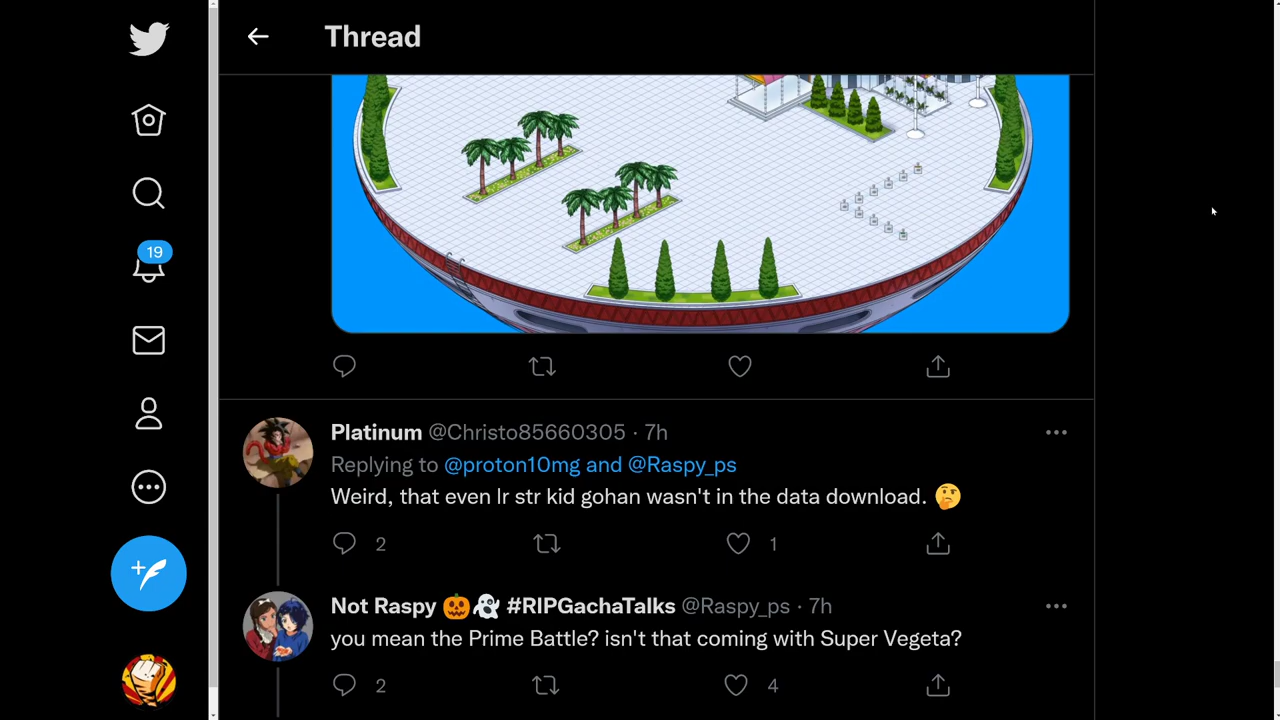 Thread
19
Platinum @Christo85660305 · 7h
Replying to @proton10mg and @Raspy_ps
Weird, that even lr str kid gohan wasn't in the data download. 🤔
2 1
Not Raspy 🎃👻 #RIPGachaTalks @Raspy_ps · 7h
you mean the Prime Battle? isn't that coming with Super Vegeta?
2 4